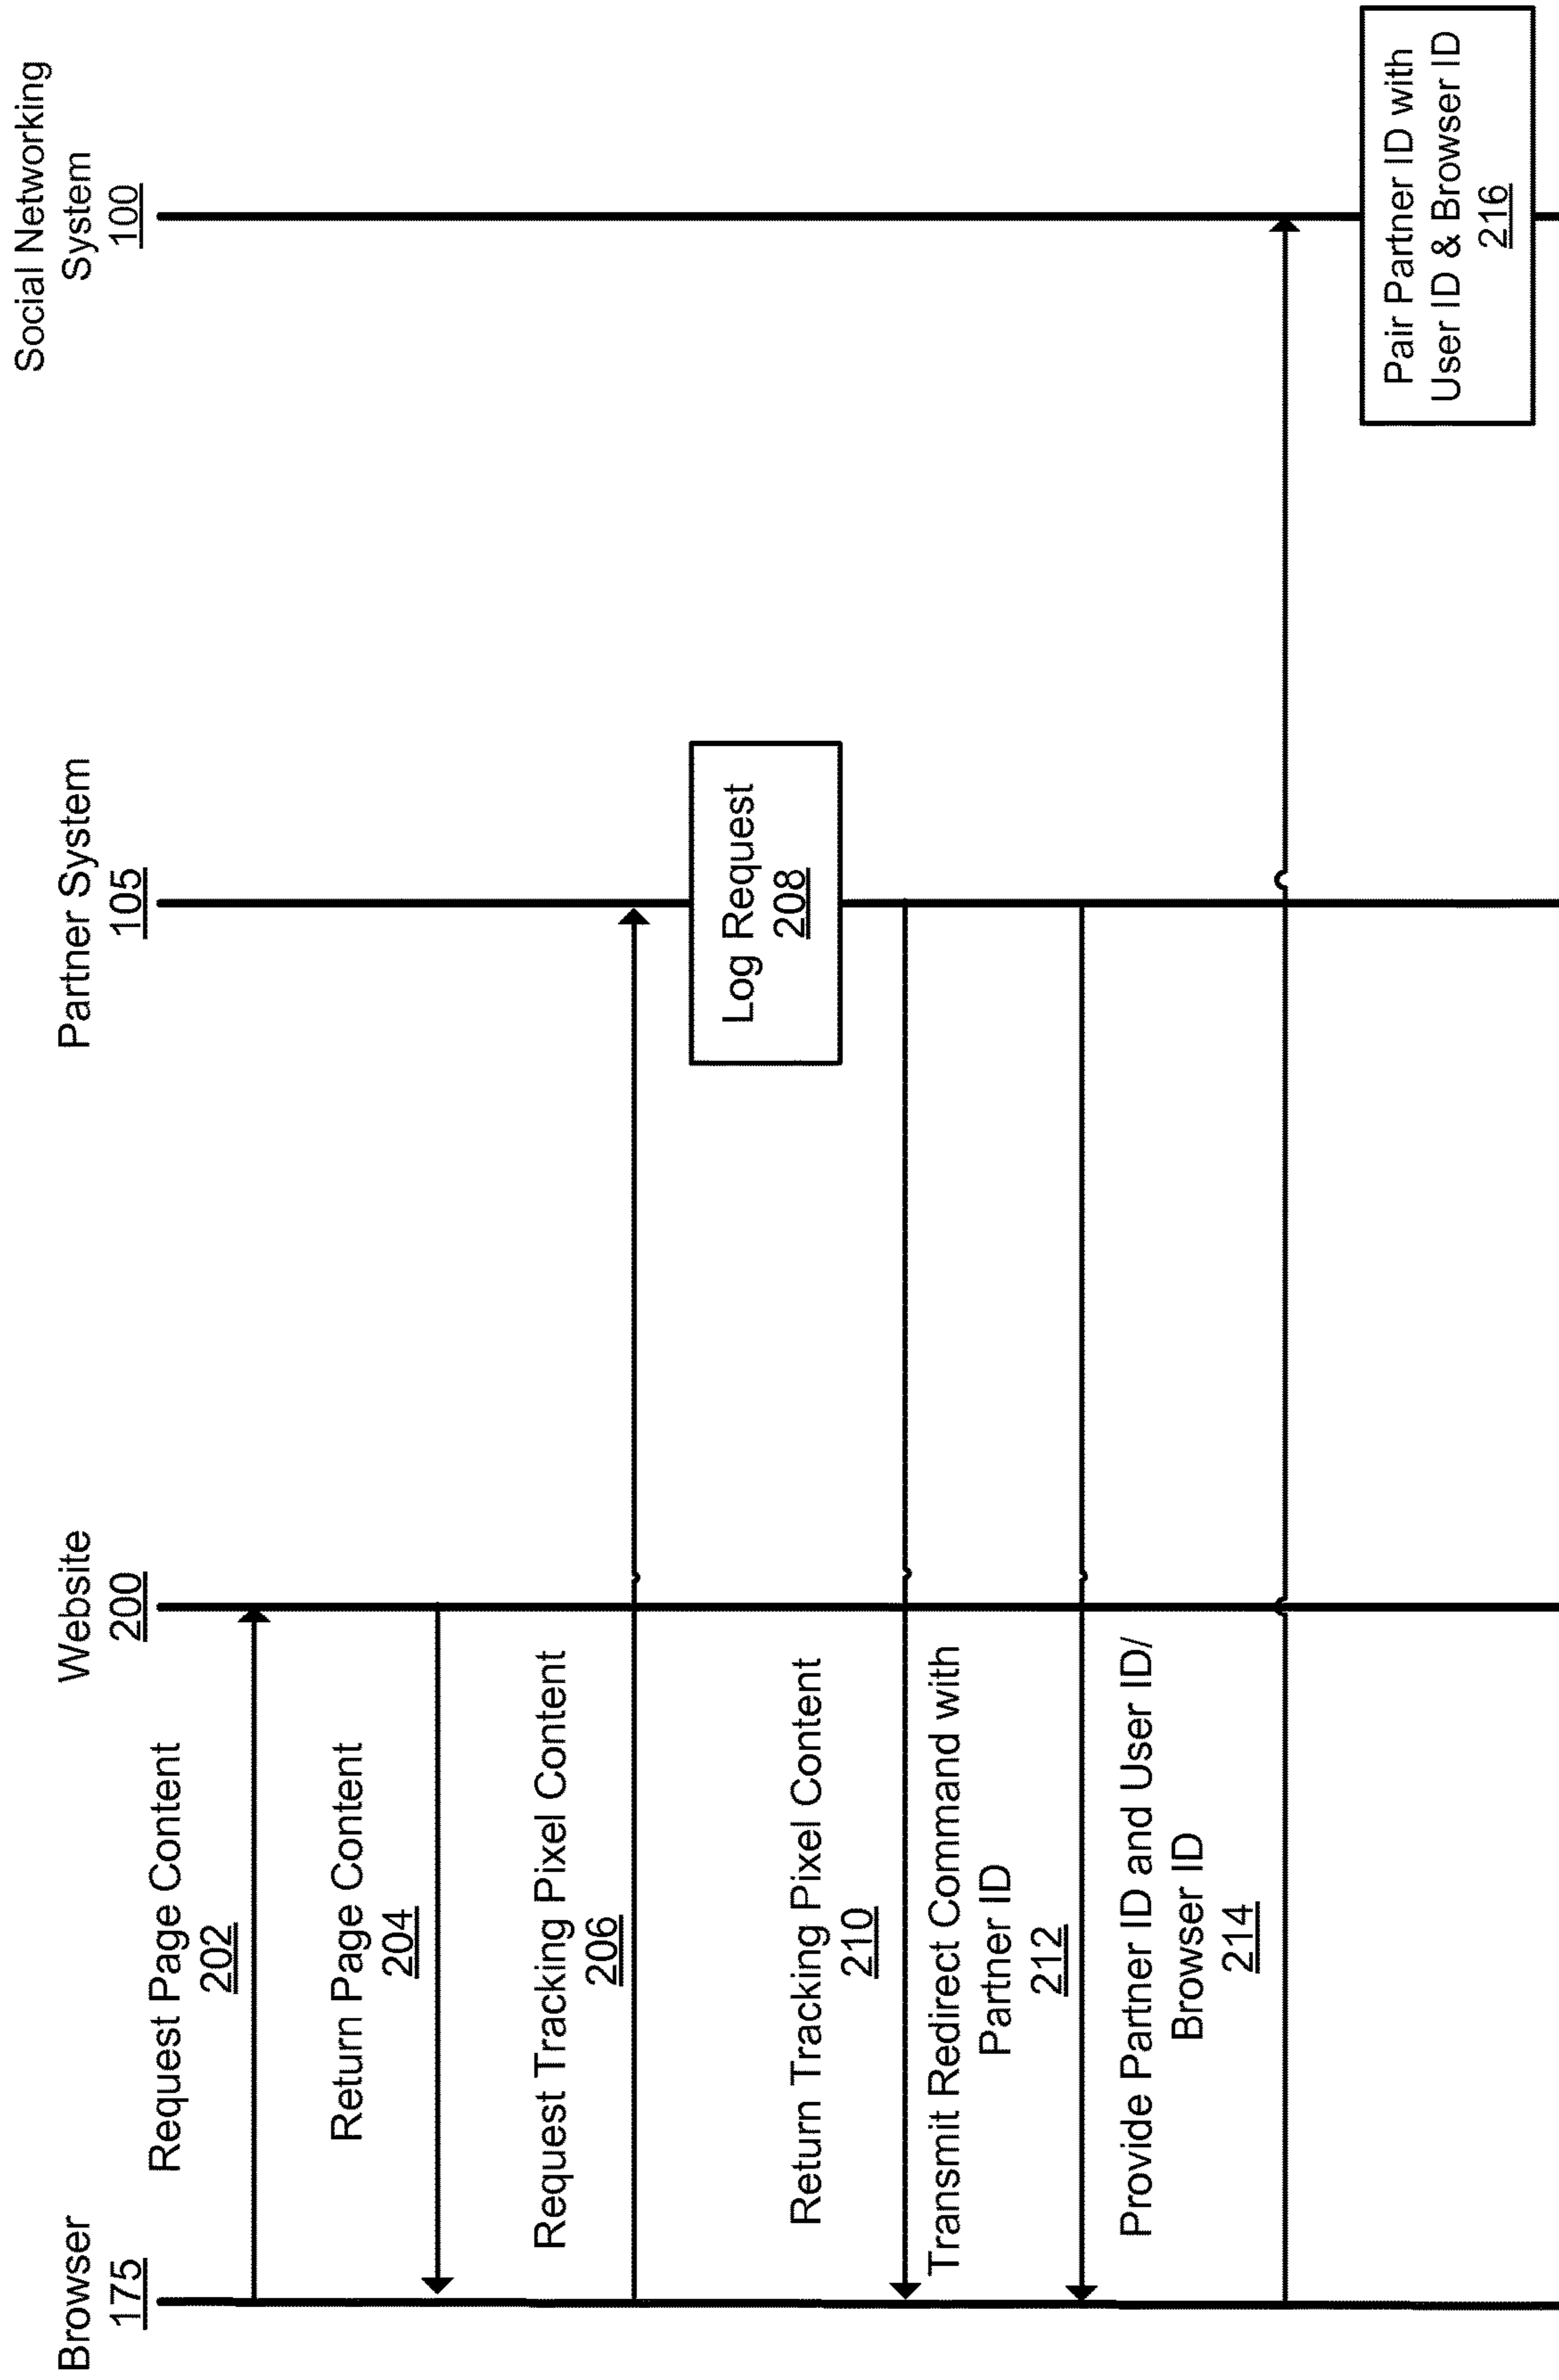 Browser
175
Website
200
Partner System
105
Social Networking
System
100
Request Page Content
202
Return Page Content
204
Request Tracking Pixel Content
206
Log Request
208
Return Tracking Pixel Content
210
Transmit Redirect Command with
Partner ID
212
Provide Partner ID and User ID/
Browser ID
214
Pair Partner ID with
User ID & Browser ID
216